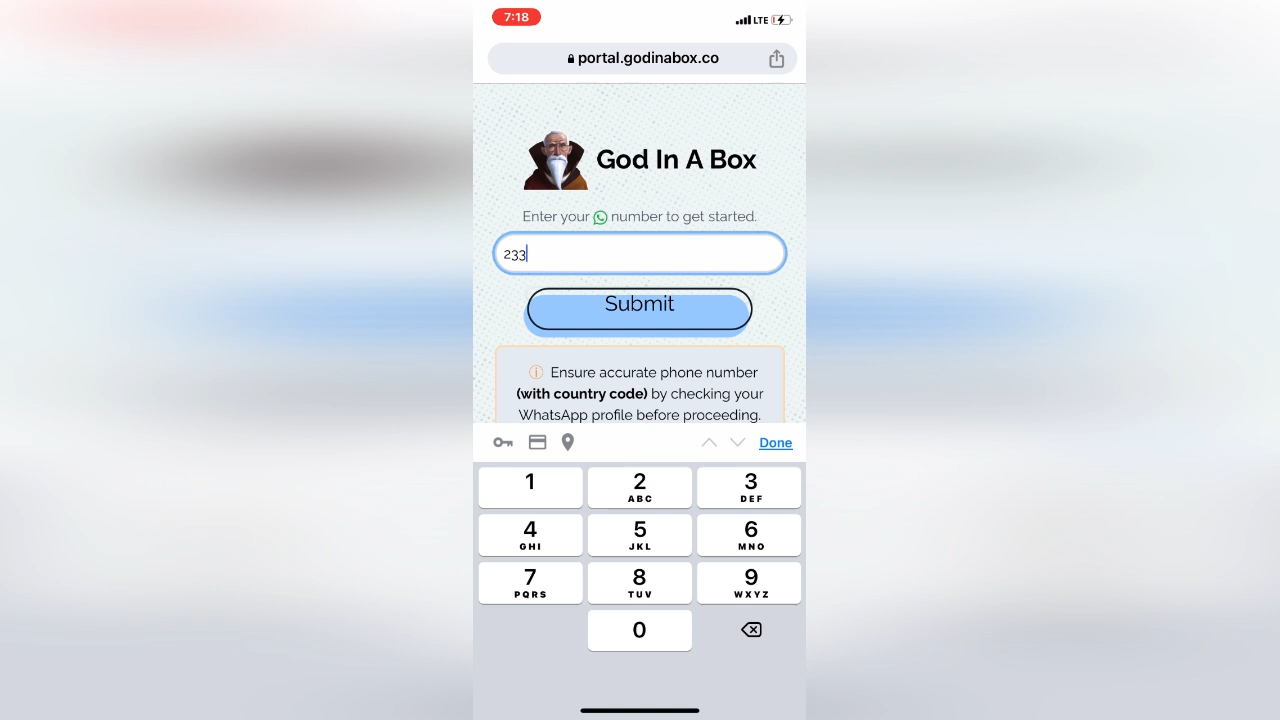 7:18
LTE
portal.godinabox.co
God In A Box
Enter your number to get started.
233
Submit
Ensure accurate phone number
(with country code) by checking your
WhatsApp profile before proceeding.
Done
1
2
ABC
3
DEF
4
GHI
5
JKL
6
MNO
7
PQRS
8
TUV
9
WXYZ
0